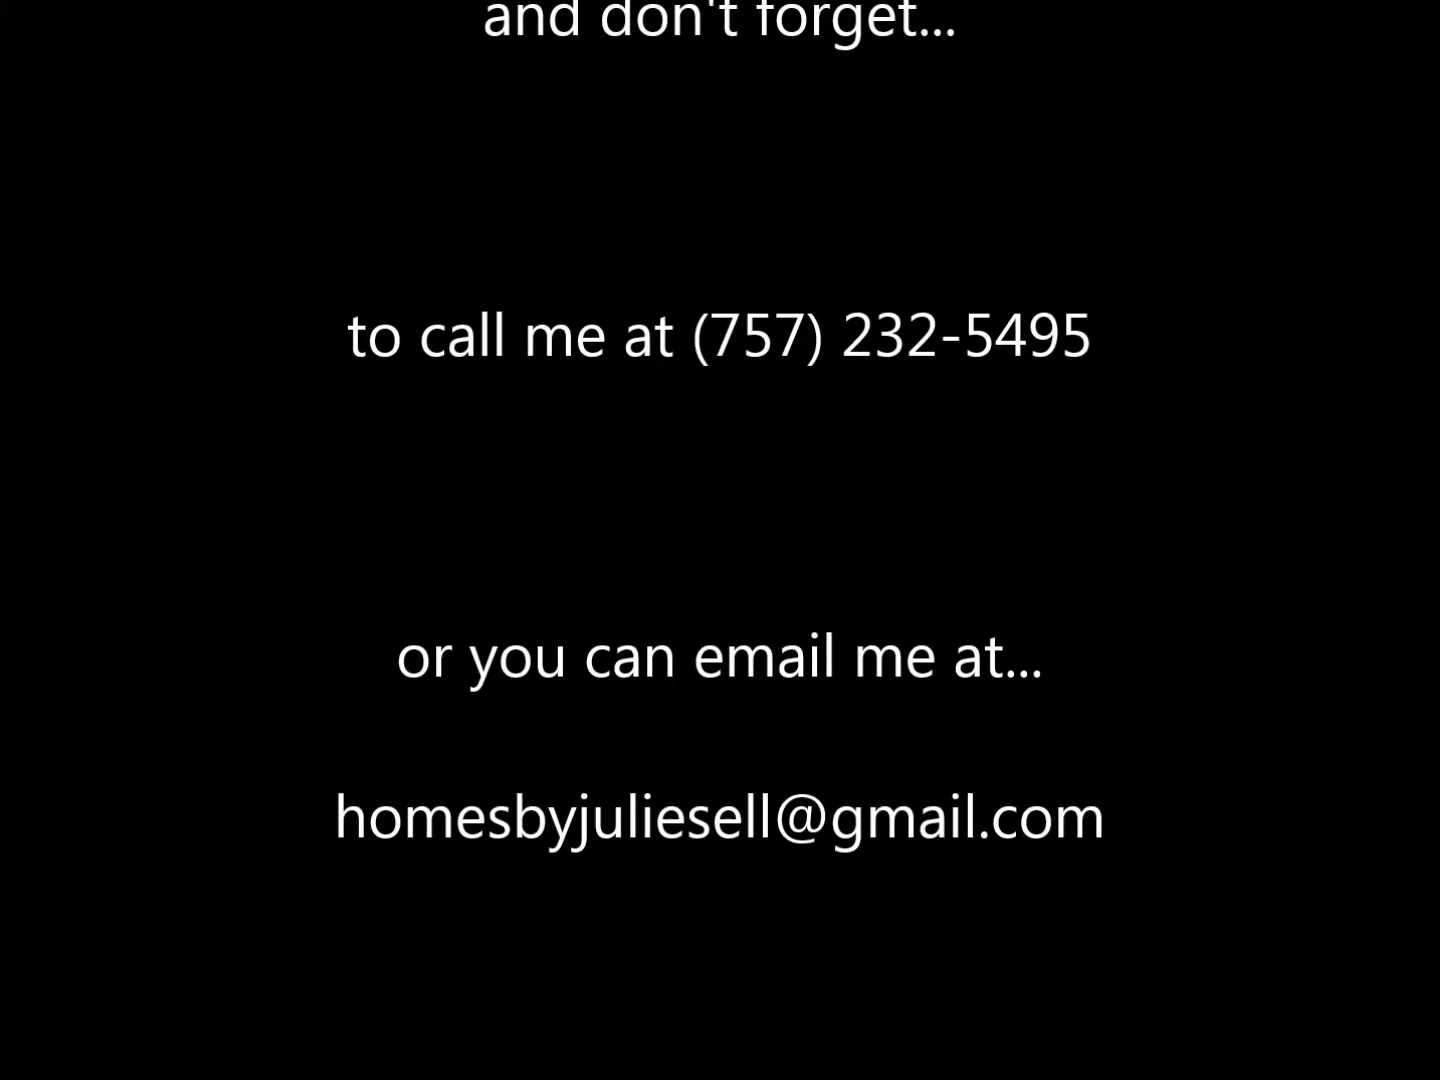 and don't forget...
to call me at (757) 232-5495
or you can email me at...
homesbyjuliesell@gmail.com